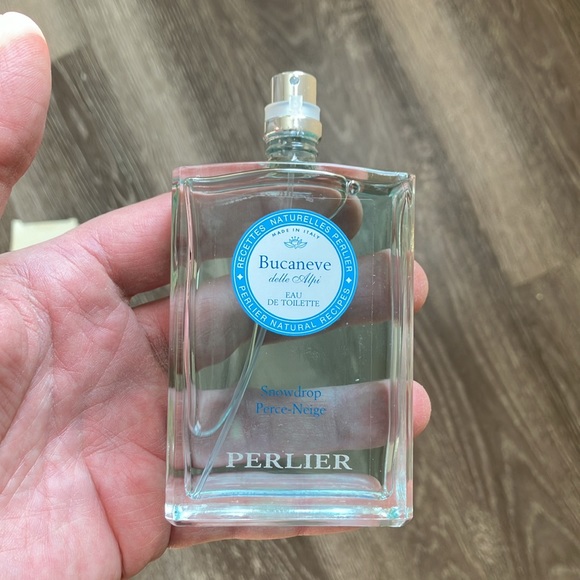 RECETTES NATURELLES PERLIER
MADE IN ITALY
Bucaneve
delle Alpi
EAU
DE TOILETTE
PERLIER NATURAL RECIPES
Snowdrop
Perce-Neige
PERLIER